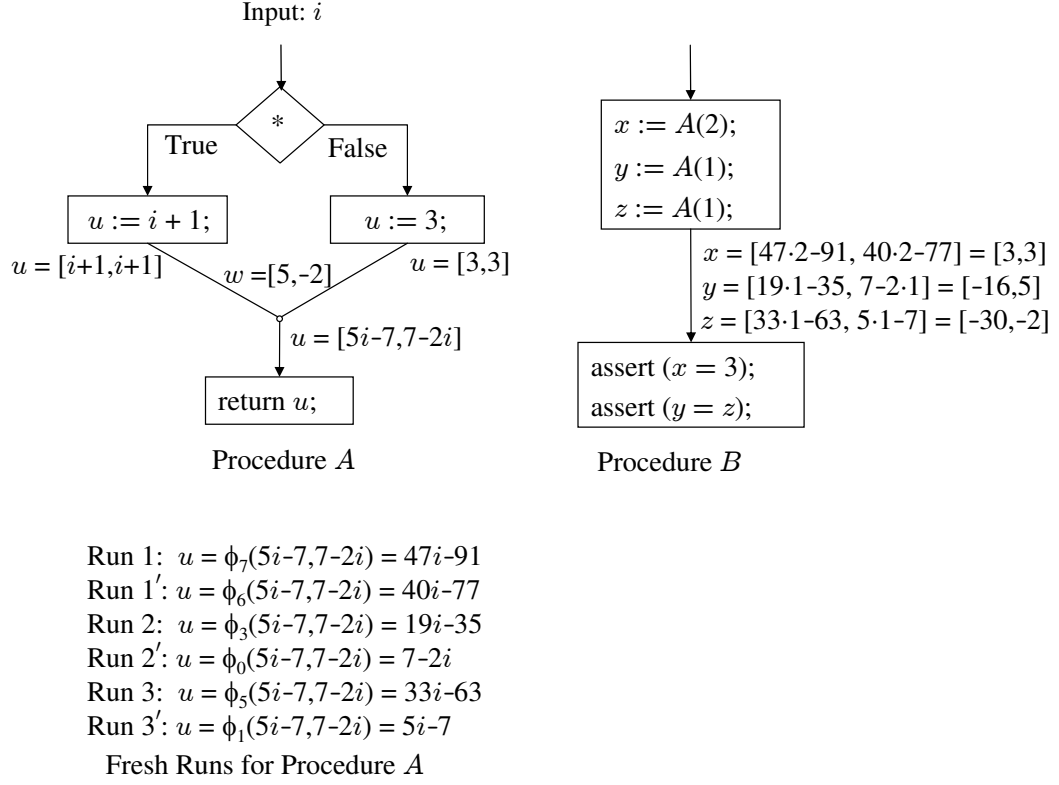 Input: i
*
True
False
u := i + 1;
u := 3;
u = [i+1,i+1]
w =[5,-2]
u = [3,3]
u = [5i-7,7-2i]
return u;
Procedure A
x := A(2);
y := A(1);
z := A(1);
x = [47·2-91, 40·2-77] = [3,3]
y = [19·1-35, 7-2·1] = [-16,5]
z = [33·1-63, 5·1-7] = [-30,-2]
assert (x = 3);
assert (y = z);
Procedure B
Run 1: u = ϕ₇(5i-7,7-2i) = 47i-91
Run 1′: u = ϕ₆(5i-7,7-2i) = 40i-77
Run 2: u = ϕ₃(5i-7,7-2i) = 19i-35
Run 2′: u = ϕ₀(5i-7,7-2i) = 7-2i
Run 3: u = ϕ₅(5i-7,7-2i) = 33i-63
Run 3′: u = ϕ₁(5i-7,7-2i) = 5i-7
Fresh Runs for Procedure A